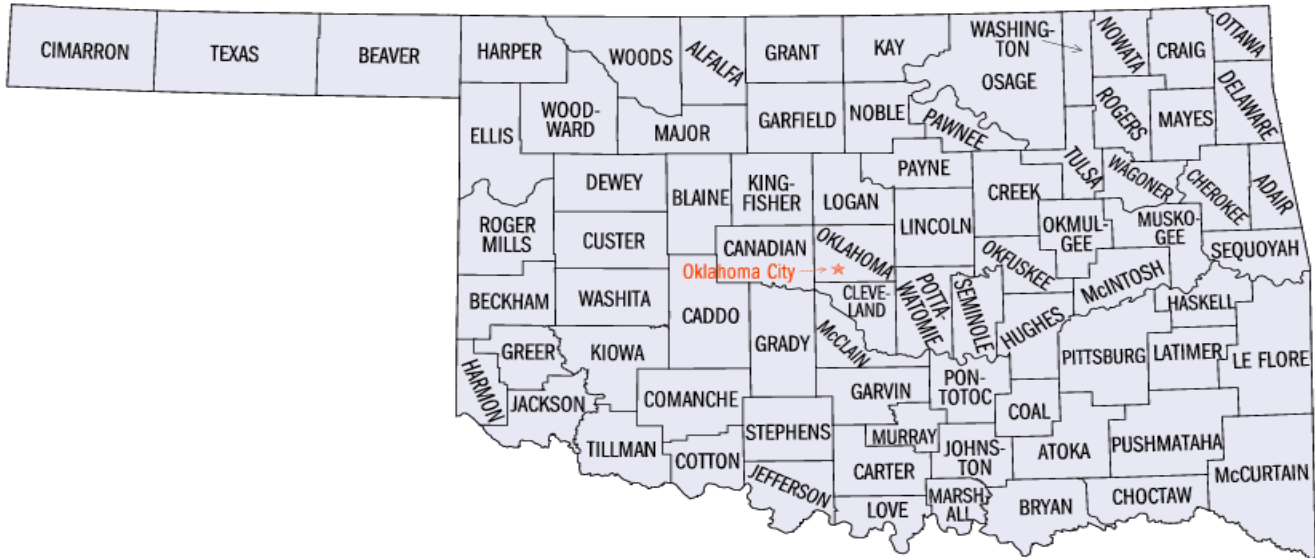 CIMARRON
TEXAS
BEAVER
HARPER
WOODS
ALFALFA
GRANT
KAY
WASHING-
TON
OSAGE
NOWATA
CRAIG
OTTAWA
ELLIS
WOOD-
WARD
MAJOR
GARFIELD
NOBLE
PAWNEE
ROGERS
MAYES
DELAWARE
DEWEY
BLAINE
KING-
FISHER
LOGAN
PAYNE
CREEK
TULSA
WAGONER
CHEROKEE
ADAIR
ROGER
MILLS
CUSTER
CANADIAN
OKLAHOMA
LINCOLN
OKFUSKEE
OKMUL-
GEE
MUSKO-
GEE
SEQUOYAH
Oklahoma City
BECKHAM
WASHITA
CADDO
GRADY
CLEVE-
LAND
McCLAIN
POTTA-
WATOMIE
SEMINOLE
HUGHES
McINTOSH
HASKELL
PITTSBURG
LATIMER
LE FLORE
HARMON
GREER
KIOWA
JACKSON
COMANCHE
GARVIN
PON-
TOTOC
COAL
TILLMAN
COTTON
STEPHENS
MURRAY
CARTER
JOHNS-
TON
ATOKA
PUSHMATAHA
McCURTAIN
JEFFERSON
LOVE
MARSH-
ALL
BRYAN
CHOCTAW